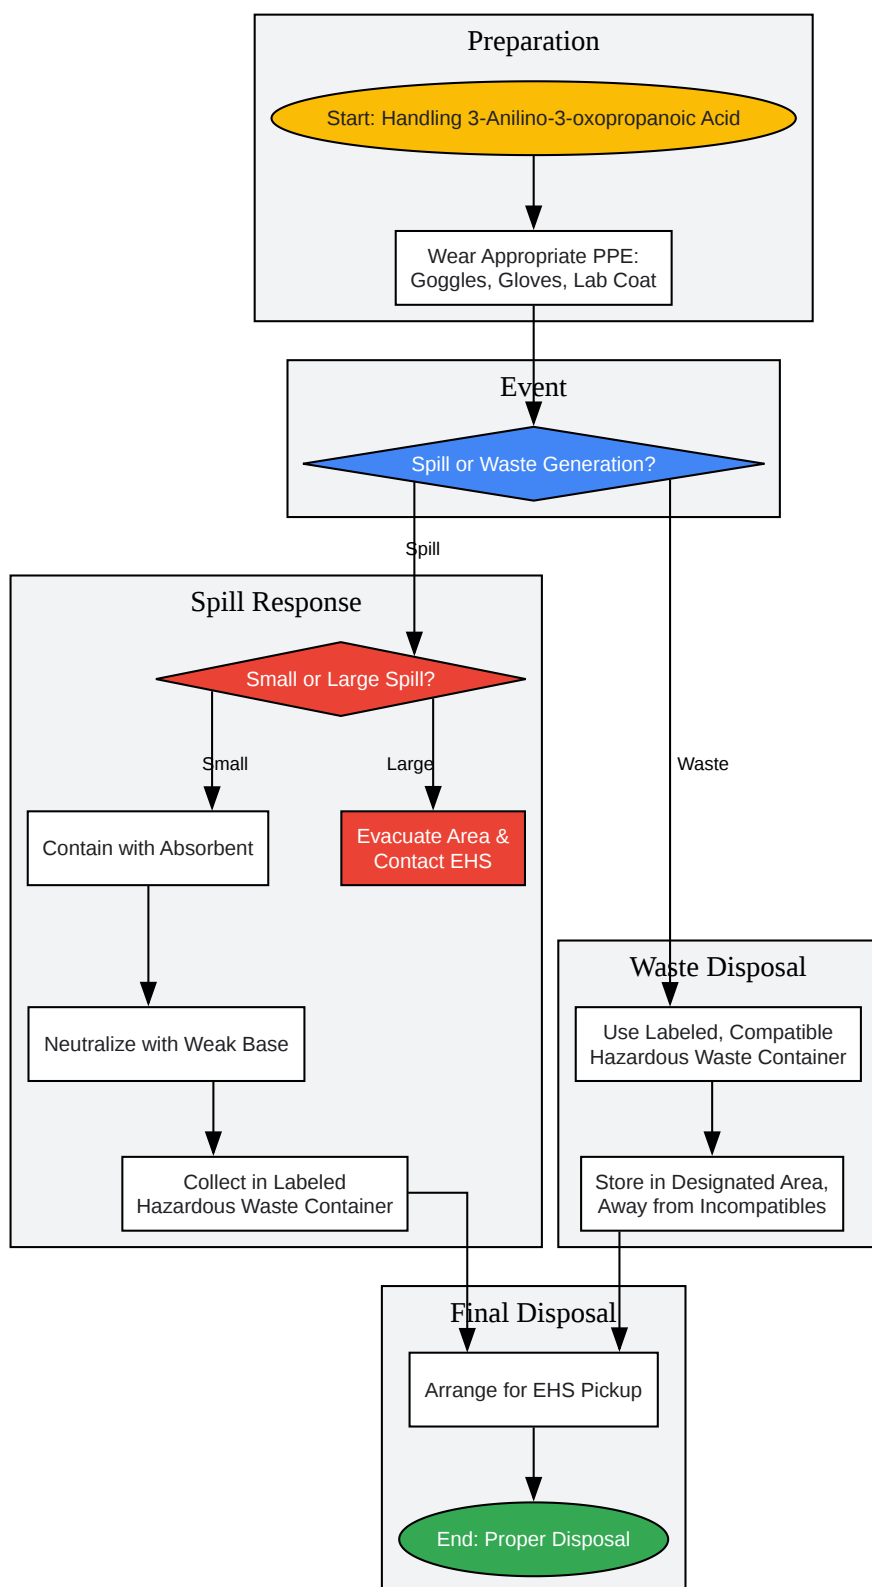 Preparation
Start: Handling 3-Anilino-3-oxopropanoic Acid
Wear Appropriate PPE:
Goggles, Gloves, Lab Coat
Event
Spill or Waste Generation?
Spill
Spill Response
Small or Large Spill?
Small
Large
Waste
Contain with Absorbent
Evacuate Area &
Contact EHS
Neutralize with Weak Base
Collect in Labeled
Hazardous Waste Container
Waste Disposal
Use Labeled, Compatible
Hazardous Waste Container
Store in Designated Area,
Away from Incompatibles
Final Disposal
Arrange for EHS Pickup
End: Proper Disposal